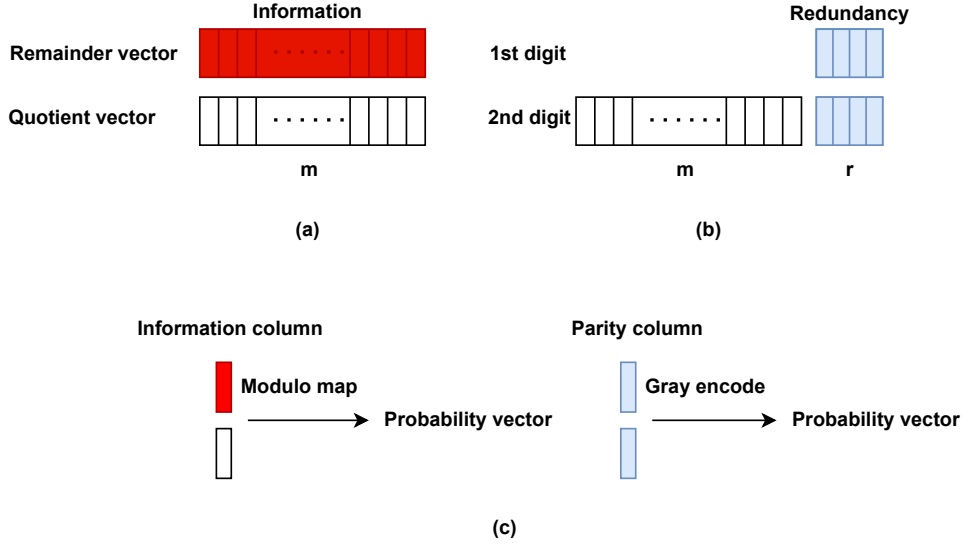 Information
Redundancy
Remainder vector
1st digit
Quotient vector
2nd digit
m
m
r
(a)
(b)
Information column
Parity column
Modulo map
Gray encode
Probability vector
Probability vector
(c)